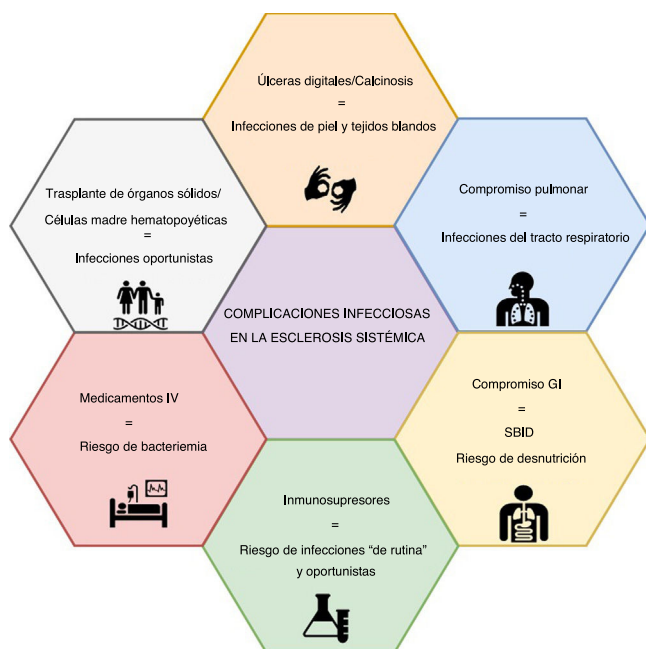 Úlceras digitales/Calcinosis
=
Infecciones de piel y tejidos blandos
Trasplante de órganos sólidos/
Células madre hematopoyéticas
=
Infecciones oportunistas
Compromiso pulmonar
=
Infecciones del tracto respiratorio
COMPLICACIONES INFECCIOSAS
EN LA ESCLEROSIS SISTÉMICA
Medicamentos IV
=
Riesgo de bacteriemia
Compromiso GI
=
SBID
Riesgo de desnutrición
Inmunosupresores
=
Riesgo de infecciones “de rutina”
y oportunistas